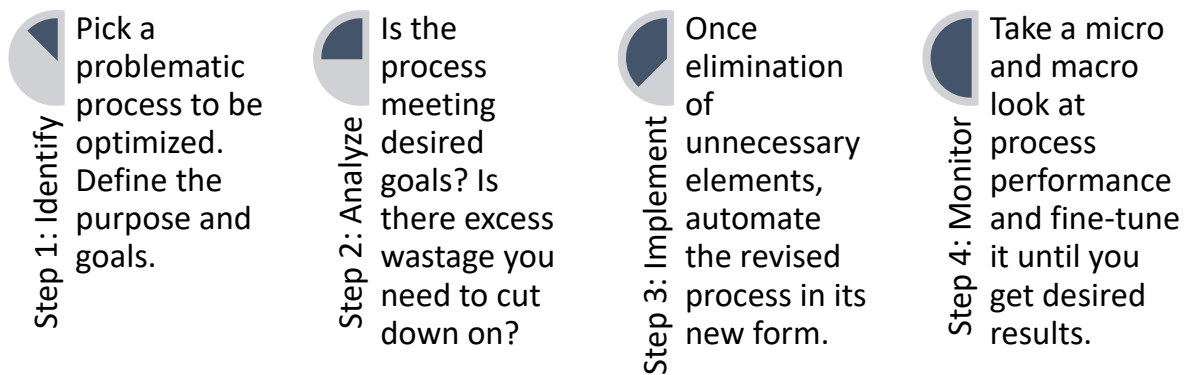 Step 1: Identify
Pick a
problematic
process to be
optimized.
Define the
purpose and
goals.
Step 2: Analyze
Is the
process
meeting
desired
goals? Is
there excess
wastage you
need to cut
down on?
Step 3: Implement
Once
elimination
of
unnecessary
elements,
automate
the revised
process in its
new form.
Step 4: Monitor
Take a micro
and macro
look at
process
performance
and fine-tune
it until you
get desired
results.